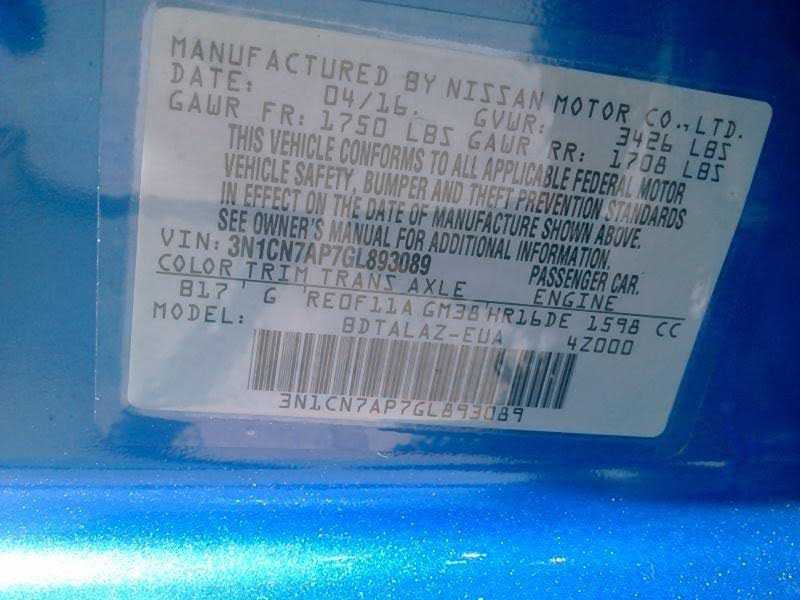 MANUFACTURED BY NISSAN MOTOR CO., LTD.
DATE: 04/16. GVWR: 3426 LBS
GAWR FR: 1750 LBS GAWR RR: 1708 LBS
THIS VEHICLE CONFORMS TO ALL APPLICABLE FEDERAL MOTOR
VEHICLE SAFETY, BUMPER AND THEFT PREVENTION STANDARDS
IN EFFECT ON THE DATE OF MANUFACTURE SHOWN ABOVE.
SEE OWNER'S MANUAL FOR ADDITIONAL INFORMATION.
VIN: 3N1CN7AP7GL893089 PASSENGER CAR.
COLOR TRIM TRANS AXLE ENGINE
B17 G RE0F11A GM38 HR16DE 1598 CC
MODEL: BDTALAZ-EUA 4Z000
3N1CN7AP7GL893089